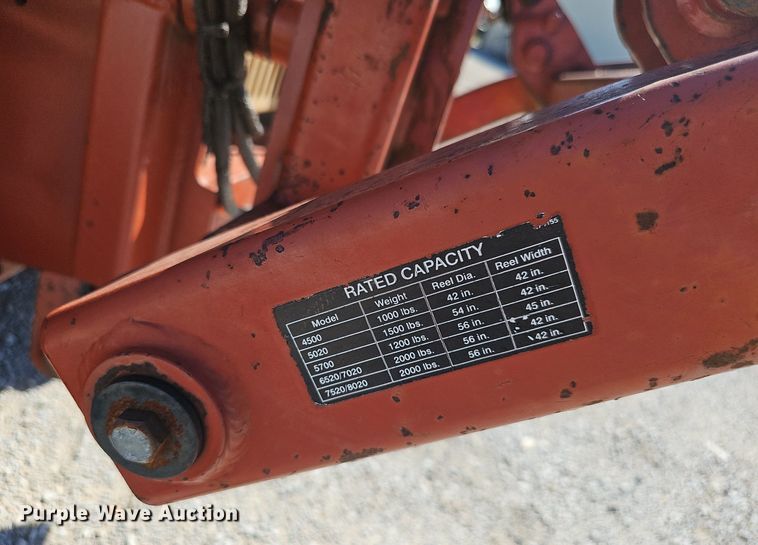 155
RATED CAPACITY
Model Weight Reel Dia. Reel Width
4500 1000 lbs. 42 in. 42 in.
5020 1500 lbs. 54 in. 42 in.
5700 1200 lbs. 56 in. 45 in.
6520/7020 2000 lbs. 56 in. 42 in.
7520/8020 2000 lbs. 56 in. 42 in.
Purple Wave Auction